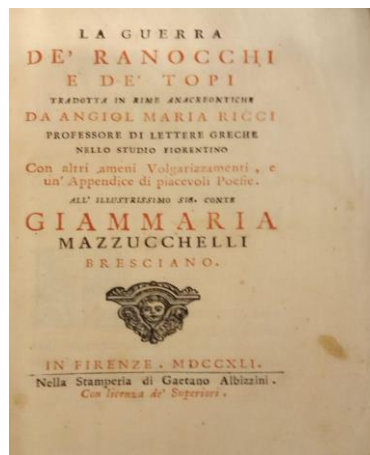 LA GUERRA
DE' RANOCCHI
E DE' TOPI
TRADOTTA IN RIME ANACREONTICHE
DA ANGIOL MARIA RICCI
PROFESSORE DI LETTERE GRECHE
NELLO STUDIO FIORENTINO
Con altri ameni Volgarizzamenti, e
un' Appendice di piacevoli Poesie.
ALL' ILLUSTRISSIMO SIG. CONTE
GIAMMARIA
MAZZUCCHELLI
BRESCIANO.
IN FIRENZE. MDCCXLI.
Nella Stamperia di Gaetano Albizzini.
Con licenza de' Superiori.